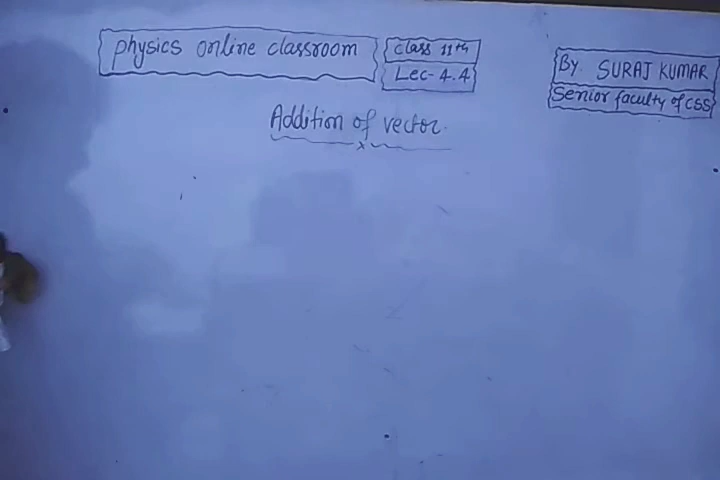 physics online classroom
class 11th
Lec- 4.4
By SURAJ KUMAR
Senior faculty of CSS
Addition of vector.
x